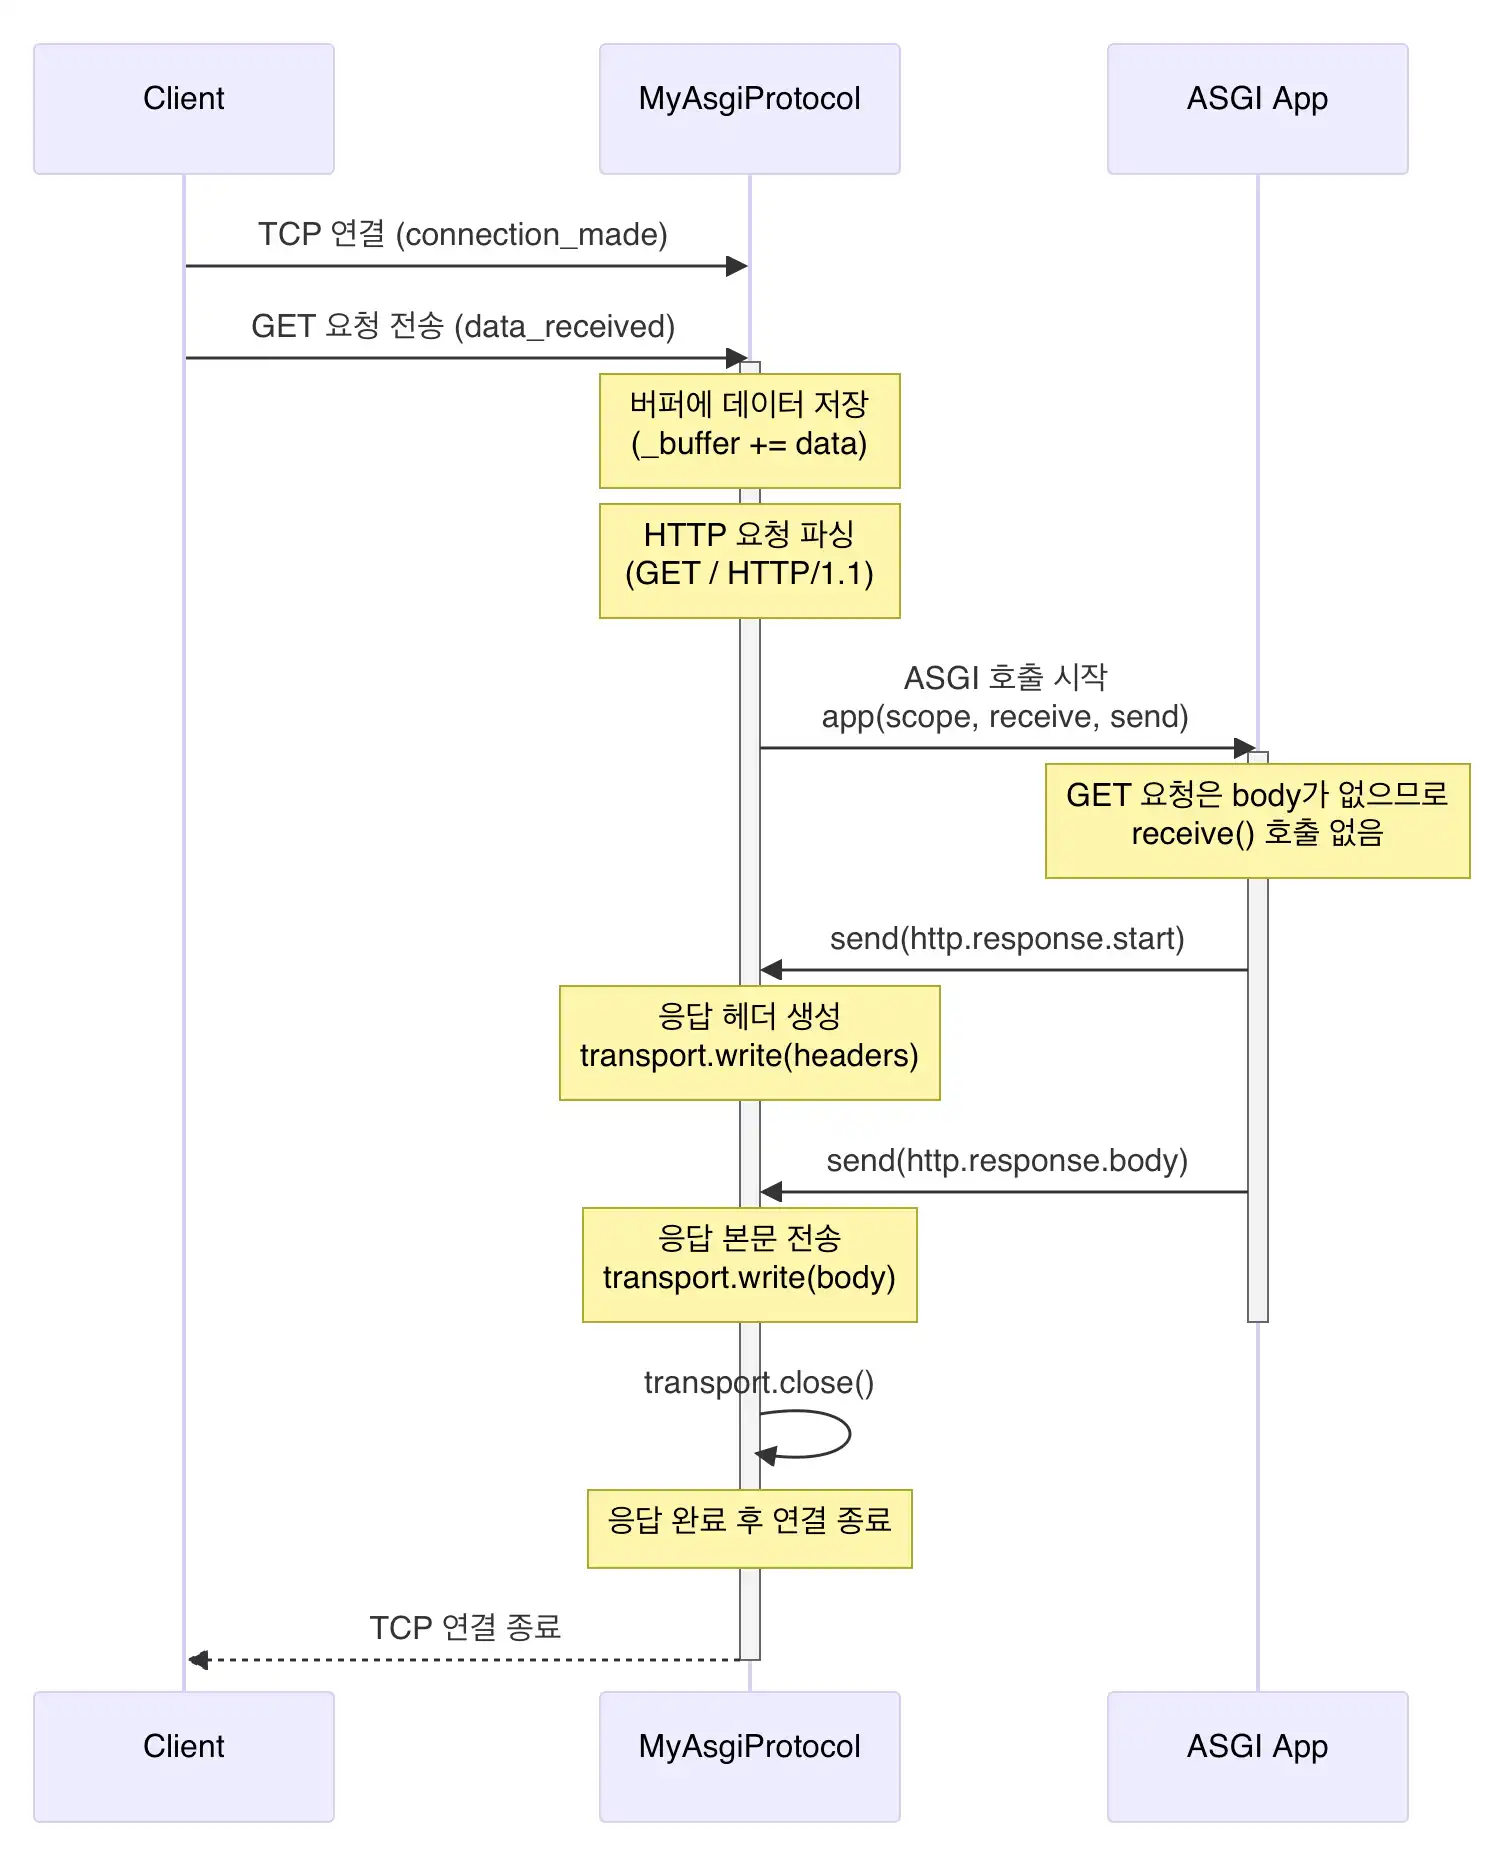 Client
MyAsgiProtocol
ASGI App
TCP 연결 (connection_made)
GET 요청 전송 (data_received)
버퍼에 데이터 저장
(_buffer += data)
HTTP 요청 파싱
(GET / HTTP/1.1)
ASGI 호출 시작
app(scope, receive, send)
GET 요청은 body가 없으므로
receive() 호출 없음
send(http.response.start)
응답 헤더 생성
transport.write(headers)
send(http.response.body)
응답 본문 전송
transport.write(body)
transport.close()
응답 완료 후 연결 종료
TCP 연결 종료
Client
MyAsgiProtocol
ASGI App